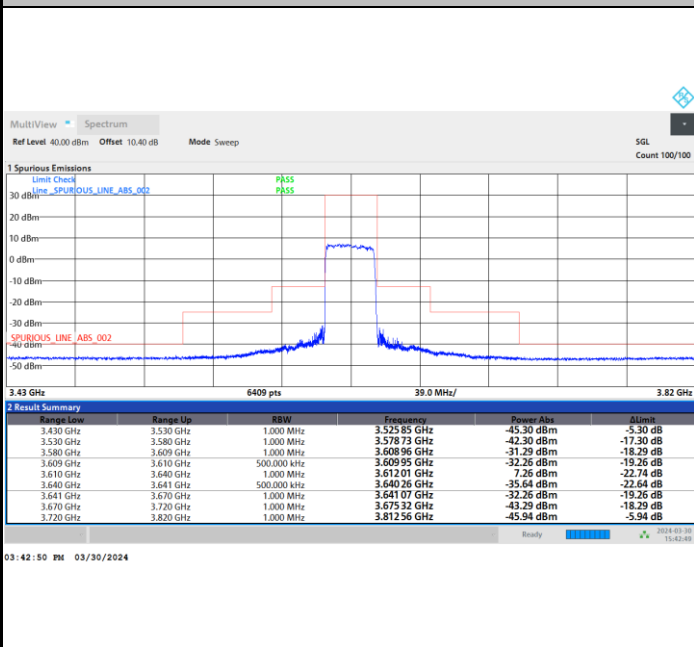 MultiView Spectrum
Ref Level 40.00 dBm Offset 10.40 dB Mode Sweep SGL
Count 100/100
1 Spurious Emissions
Limit Check PASS
Line _SPURIOUS_LINE_ABS_002 PASS
30 dBm
20 dBm
10 dBm
0 dBm
-10 dBm
-20 dBm
-30 dBm
SPURIOUS_LINE_ABS_002
-40 dBm
-50 dBm
3.43 GHz 6409 pts 39.0 MHz/ 3.82 GHz
2 Result Summary
Range Low Range Up RBW Frequency Power Abs ΔLimit
3.430 GHz 3.530 GHz 1.000 MHz 3.525 85 GHz -45.30 dBm -5.30 dB
3.530 GHz 3.580 GHz 1.000 MHz 3.578 73 GHz -42.30 dBm -17.30 dB
3.580 GHz 3.609 GHz 1.000 MHz 3.608 96 GHz -31.29 dBm -18.29 dB
3.609 GHz 3.610 GHz 500.000 kHz 3.609 95 GHz -32.26 dBm -19.26 dB
3.610 GHz 3.640 GHz 1.000 MHz 3.612 01 GHz 7.26 dBm -22.74 dB
3.640 GHz 3.641 GHz 500.000 kHz 3.640 26 GHz -35.64 dBm -22.64 dB
3.641 GHz 3.670 GHz 1.000 MHz 3.641 07 GHz -32.26 dBm -19.26 dB
3.670 GHz 3.720 GHz 1.000 MHz 3.675 32 GHz -43.29 dBm -18.29 dB
3.720 GHz 3.820 GHz 1.000 MHz 3.812 56 GHz -45.94 dBm -5.94 dB
Ready 2024-03-30
15:42:49
03:42:50 PM 03/30/2024